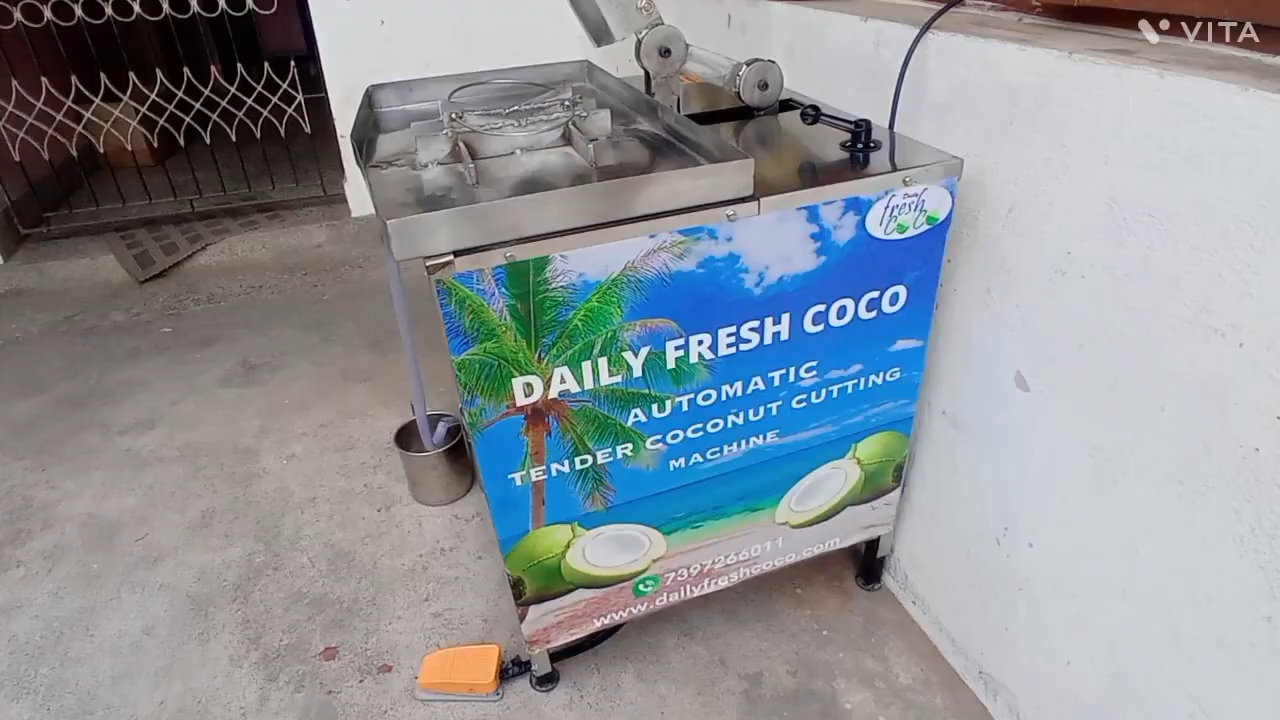 VITA
Daily
fresh
CoCo
DAILY FRESH COCO
AUTOMATIC
TENDER COCONUT CUTTING
MACHINE
7397266011
www.dailyfreshcoco.com